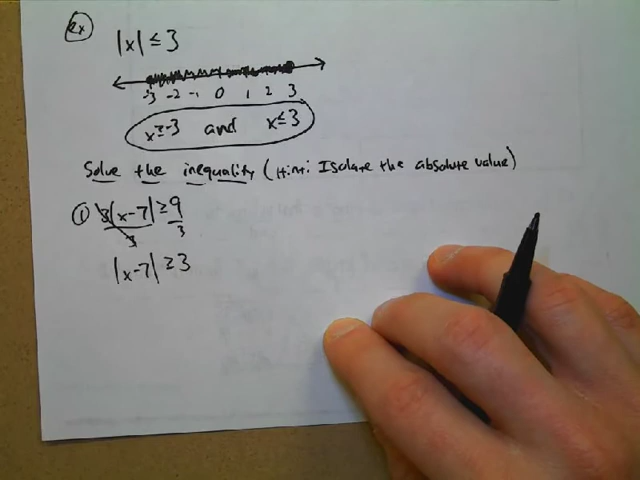 Ex
|x| ≤ 3
-3 -2 -1 0 1 2 3
x ≥ -3 and x ≤ 3
Solve the inequality (Hint: Isolate the absolute value)
① 3|x-7| ≥ 9
3 3
|x-7| ≥ 3